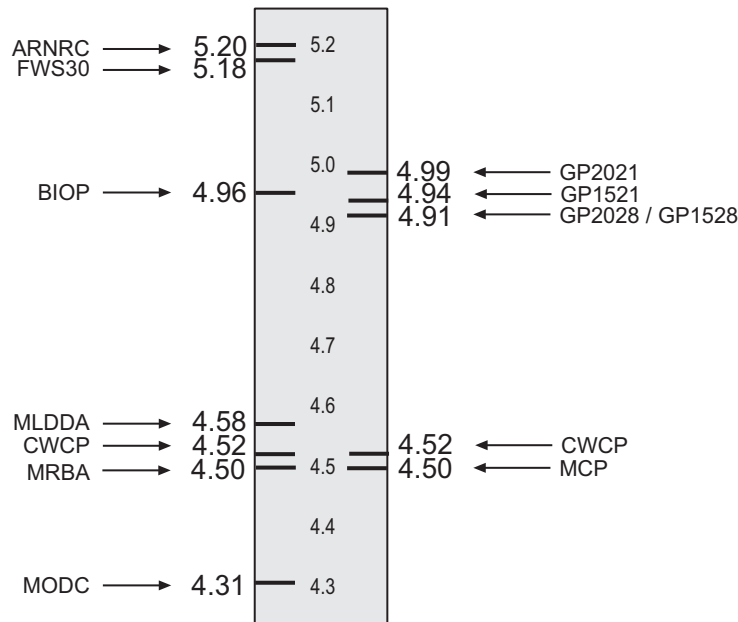 ARNRC 5.20 5.2
FWS30 5.18
5.1
5.0 4.99 GP2021
BIOP 4.96 4.94 GP1521
4.9 4.91 GP2028 / GP1528
4.8
4.7
4.6
MLDDA 4.58
CWCP 4.52 4.52 CWCP
MRBA 4.50 4.5 4.50 MCP
4.4
MODC 4.31 4.3